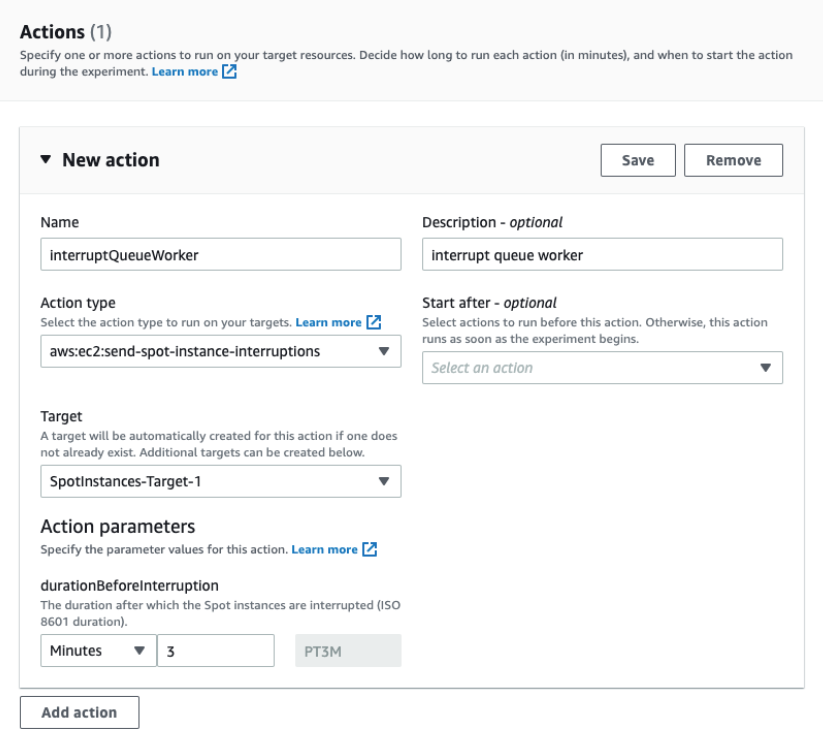 Actions (1)
Specify one or more actions to run on your target resources. Decide how long to run each action (in minutes), and when to start the action
during the experiment. Learn more
New action
Save
Remove
Name
interruptQueueWorker
Description - optional
interrupt queue worker
Action type
Select the action type to run on your targets. Learn more
aws:ec2:send-spot-instance-interruptions
Start after - optional
Select actions to run before this action. Otherwise, this action
runs as soon as the experiment begins.
Select an action
Target
A target will be automatically created for this action if one does
not already exist. Additional targets can be created below.
SpotInstances-Target-1
Action parameters
Specify the parameter values for this action. Learn more
durationBeforeInterruption
The duration after which the Spot instances are interrupted (ISO
8601 duration).
Minutes
3
PT3M
Add action